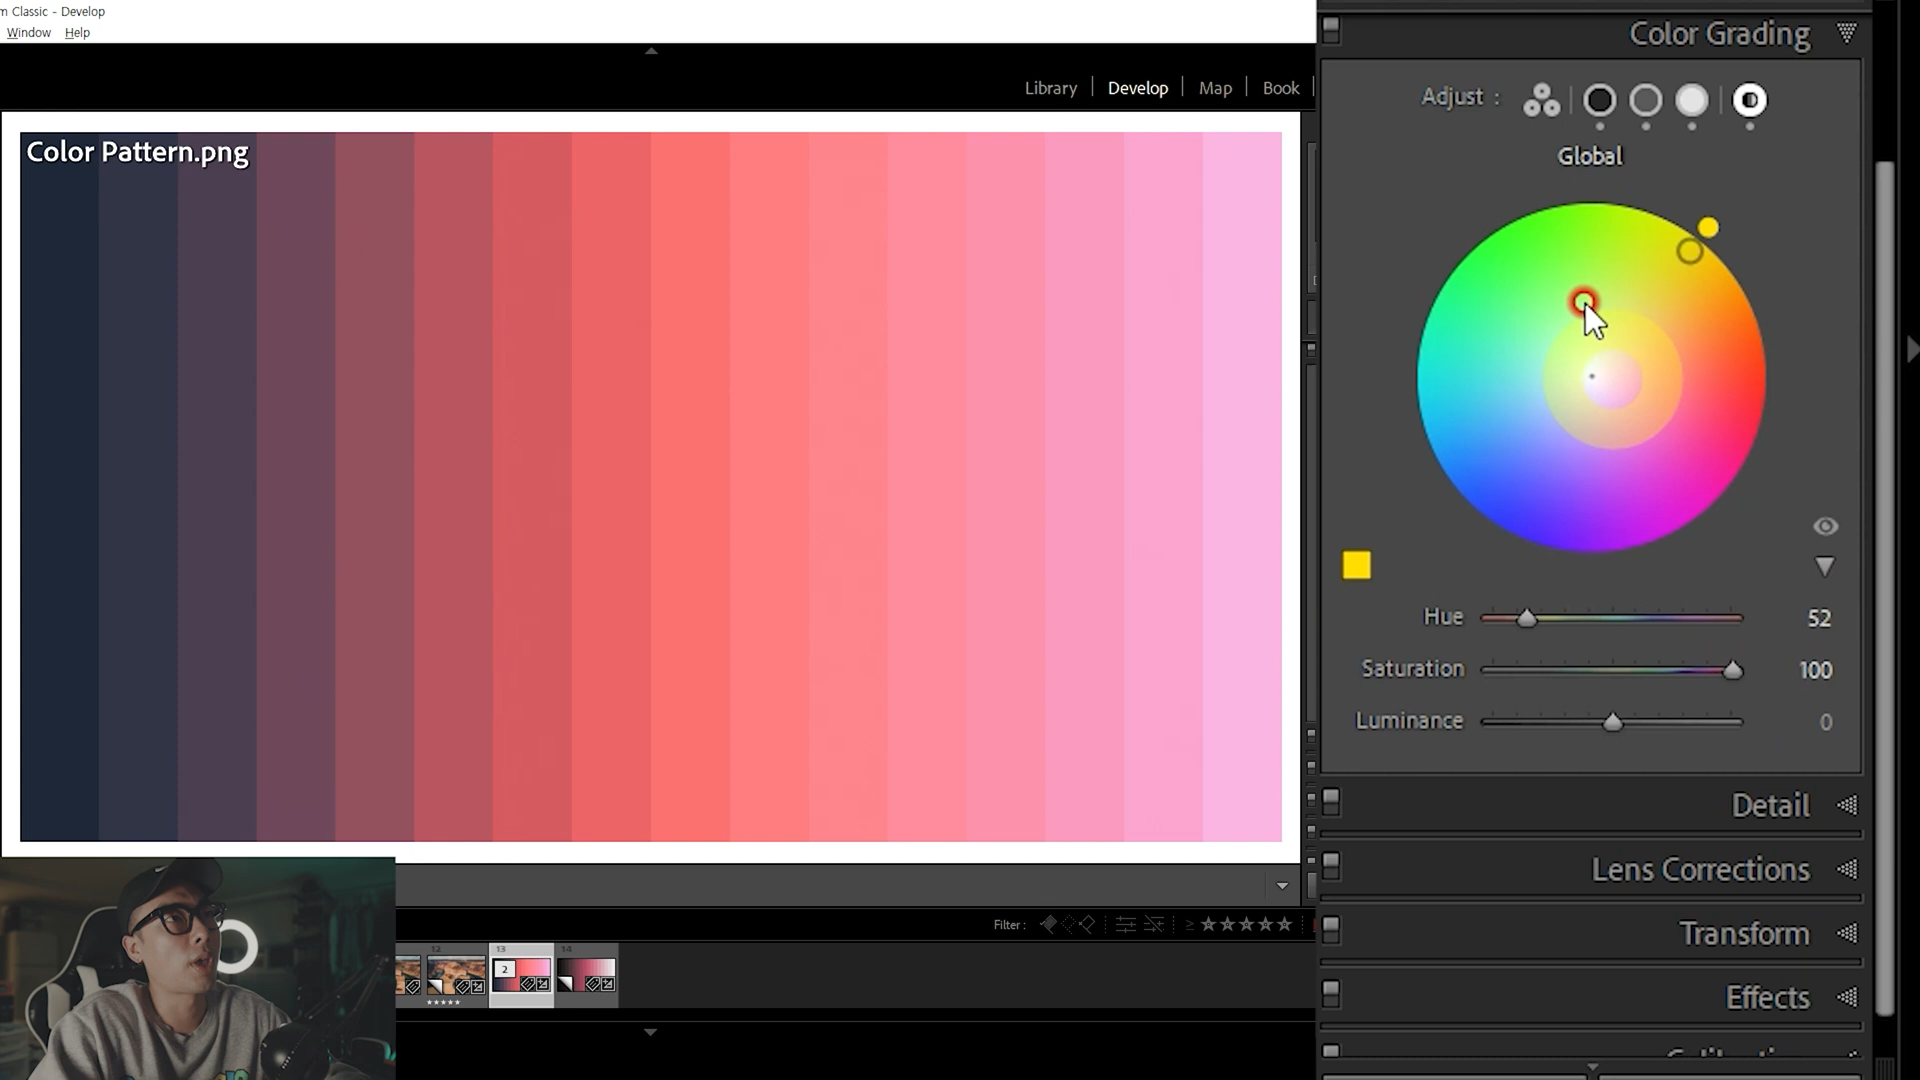 m Classic - Develop
Window Help
Library Develop Map Book
Color Pattern.png
Filter :
12
13
14
2
Color Grading
Adjust :
Global
Hue 52
Saturation 100
Luminance 0
Detail
Lens Corrections
Transform
Effects